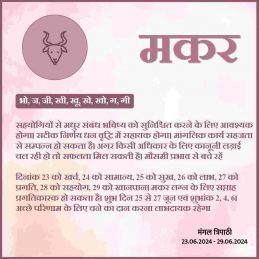 मकर
भो, ज, जी, खी, खू, खे, खो, ग, गी
सहयोगियों से मधुर संबंध भविष्य को सुनिश्चित करने के लिए आवश्यक
होगा। सटीक निर्णय धन वृद्धि में सहायक होगा। मांगलिक कार्य सहजता
से सम्पन्न हो सकता है। अगर किसी अधिकार के लिए कानूनी लड़ाई
चल रही हो तो सफलता मिल सकती है। मौसमी प्रभाव से बचे रहें
दिनांक 23 को खर्च, 24 को सामान्य, 25 को सुख, 26 को लाभ, 27 को
प्रगति, 28 को सहयोग, 29 को खानपान। मकर लग्न के लिए सप्ताह
प्रगतिकारक हो सकता है। शुभ दिन 25 से 27 जून एवं शुभांक 2, 4, 6।
अच्छे परिणाम के लिए चने का दान करना लाभदायक रहेगा
मंगल त्रिपाठी
23.06.2024 - 29.06.2024